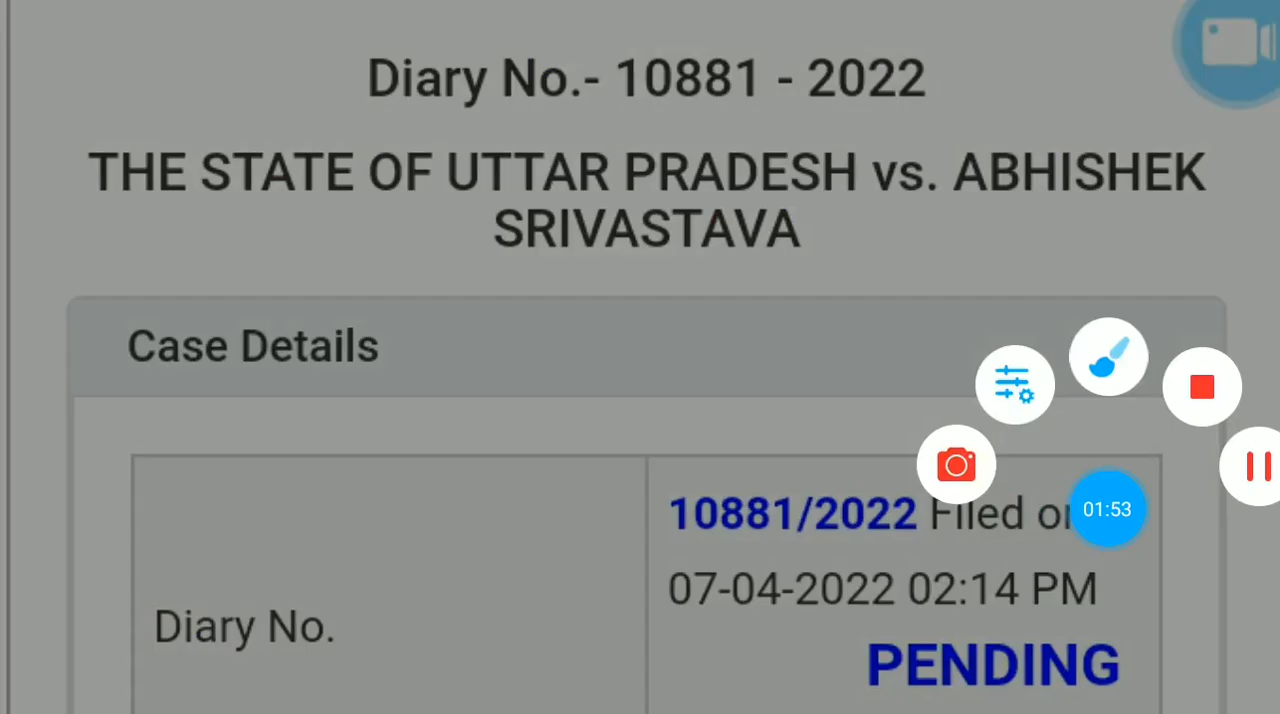 Diary No.- 10881 - 2022
THE STATE OF UTTAR PRADESH vs. ABHISHEK
SRIVASTAVA
Case Details
10881/2022 Filed
01:53
07-04-2022 02:14 PM
Diary No.
PENDING